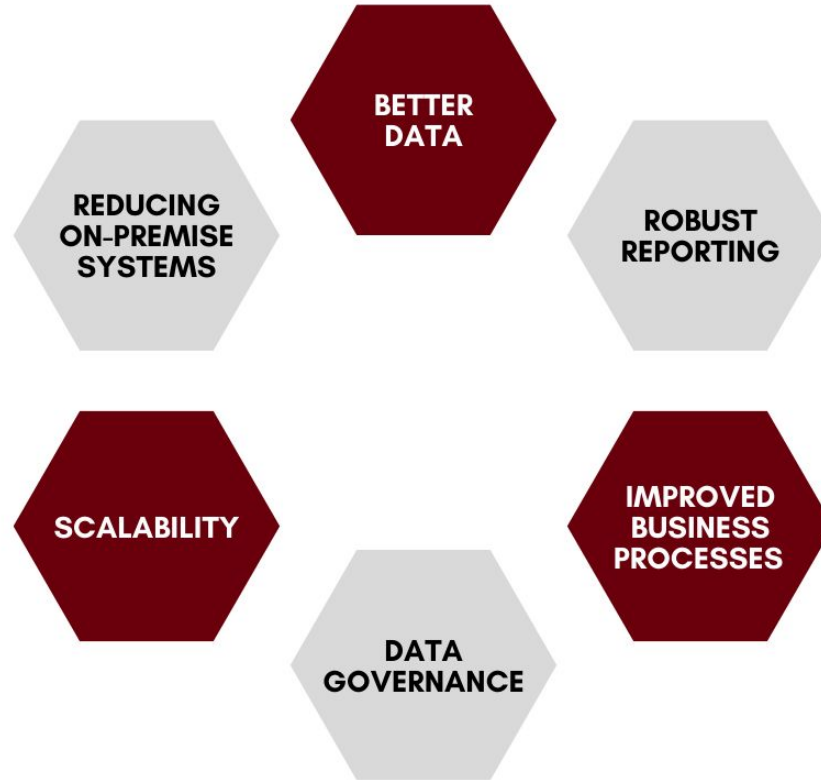 BETTER
DATA
ROBUST
REPORTING
IMPROVED
BUSINESS
PROCESSES
DATA
GOVERNANCE
SCALABILITY
REDUCING
ON-PREMISE
SYSTEMS